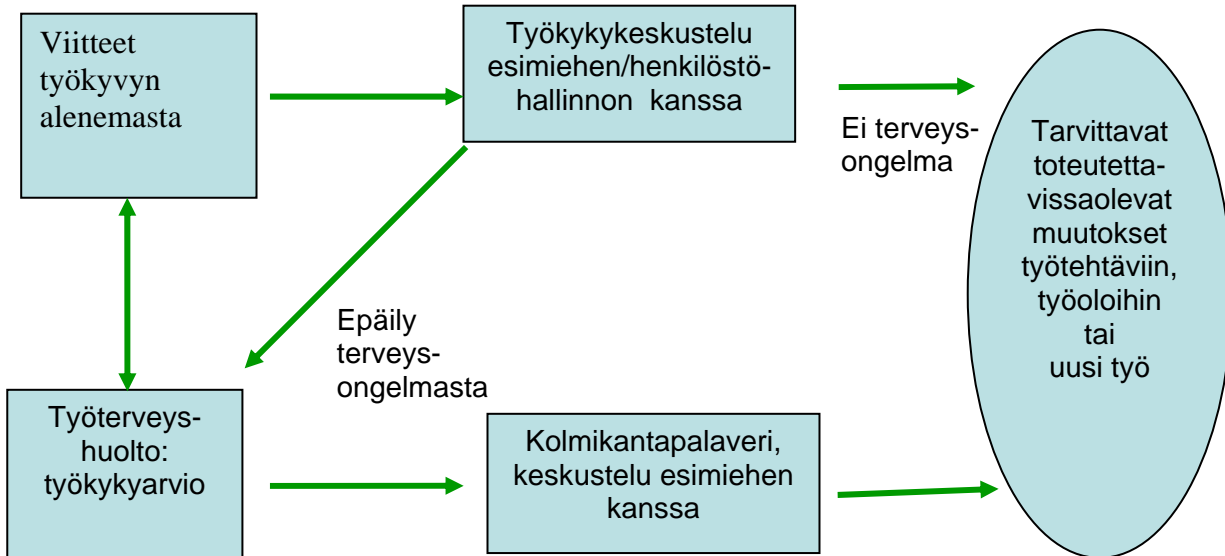 Viitteet
työkyvyn
alenemasta
Työkykykeskustelu
esimiehen/henkilöstö-
hallinnon kanssa
Ei terveys-
ongelma
Tarvittavat
toteutetta-
vissaolevat
muutokset
työtehtäviin,
työoloihin
tai
uusi työ
Epäily
terveys-
ongelmasta
Työterveys-
huolto:
työkykyarvio
Kolmikantapalaveri,
keskustelu esimiehen
kanssa